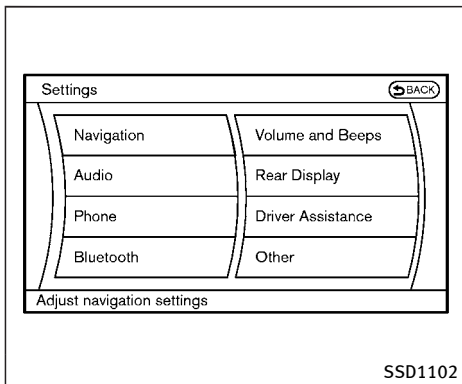 Settings
BACK
Navigation
Volume and Beeps
Audio
Rear Display
Phone
Driver Assistance
Bluetooth
Other
Adjust navigation settings
SSD1102